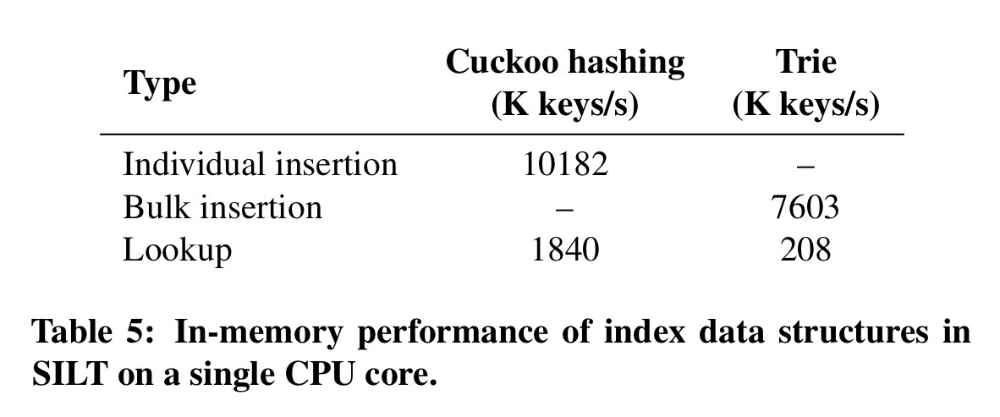 Type Cuckoo hashing (K keys/s) Trie (K keys/s)
Individual insertion 10182 –
Bulk insertion – 7603
Lookup 1840 208
Table 5: In-memory performance of index data structures in
SILT on a single CPU core.